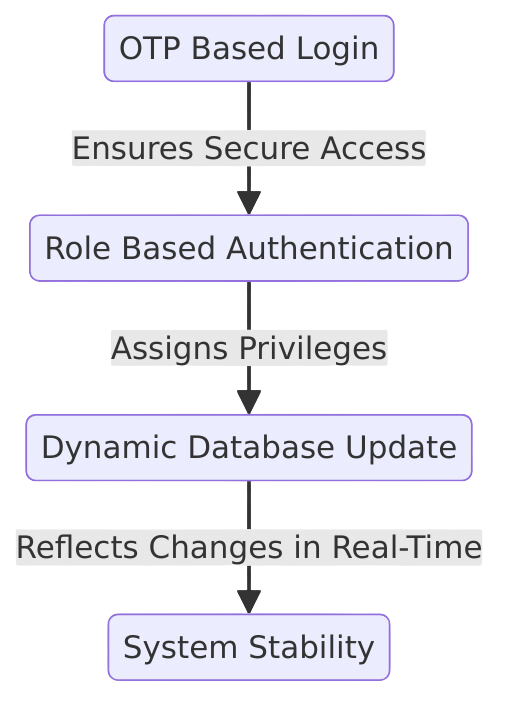 OTP Based Login
Ensures Secure Access
Role Based Authentication
Assigns Privileges
Dynamic Database Update
Reflects Changes in Real-Time
System Stability